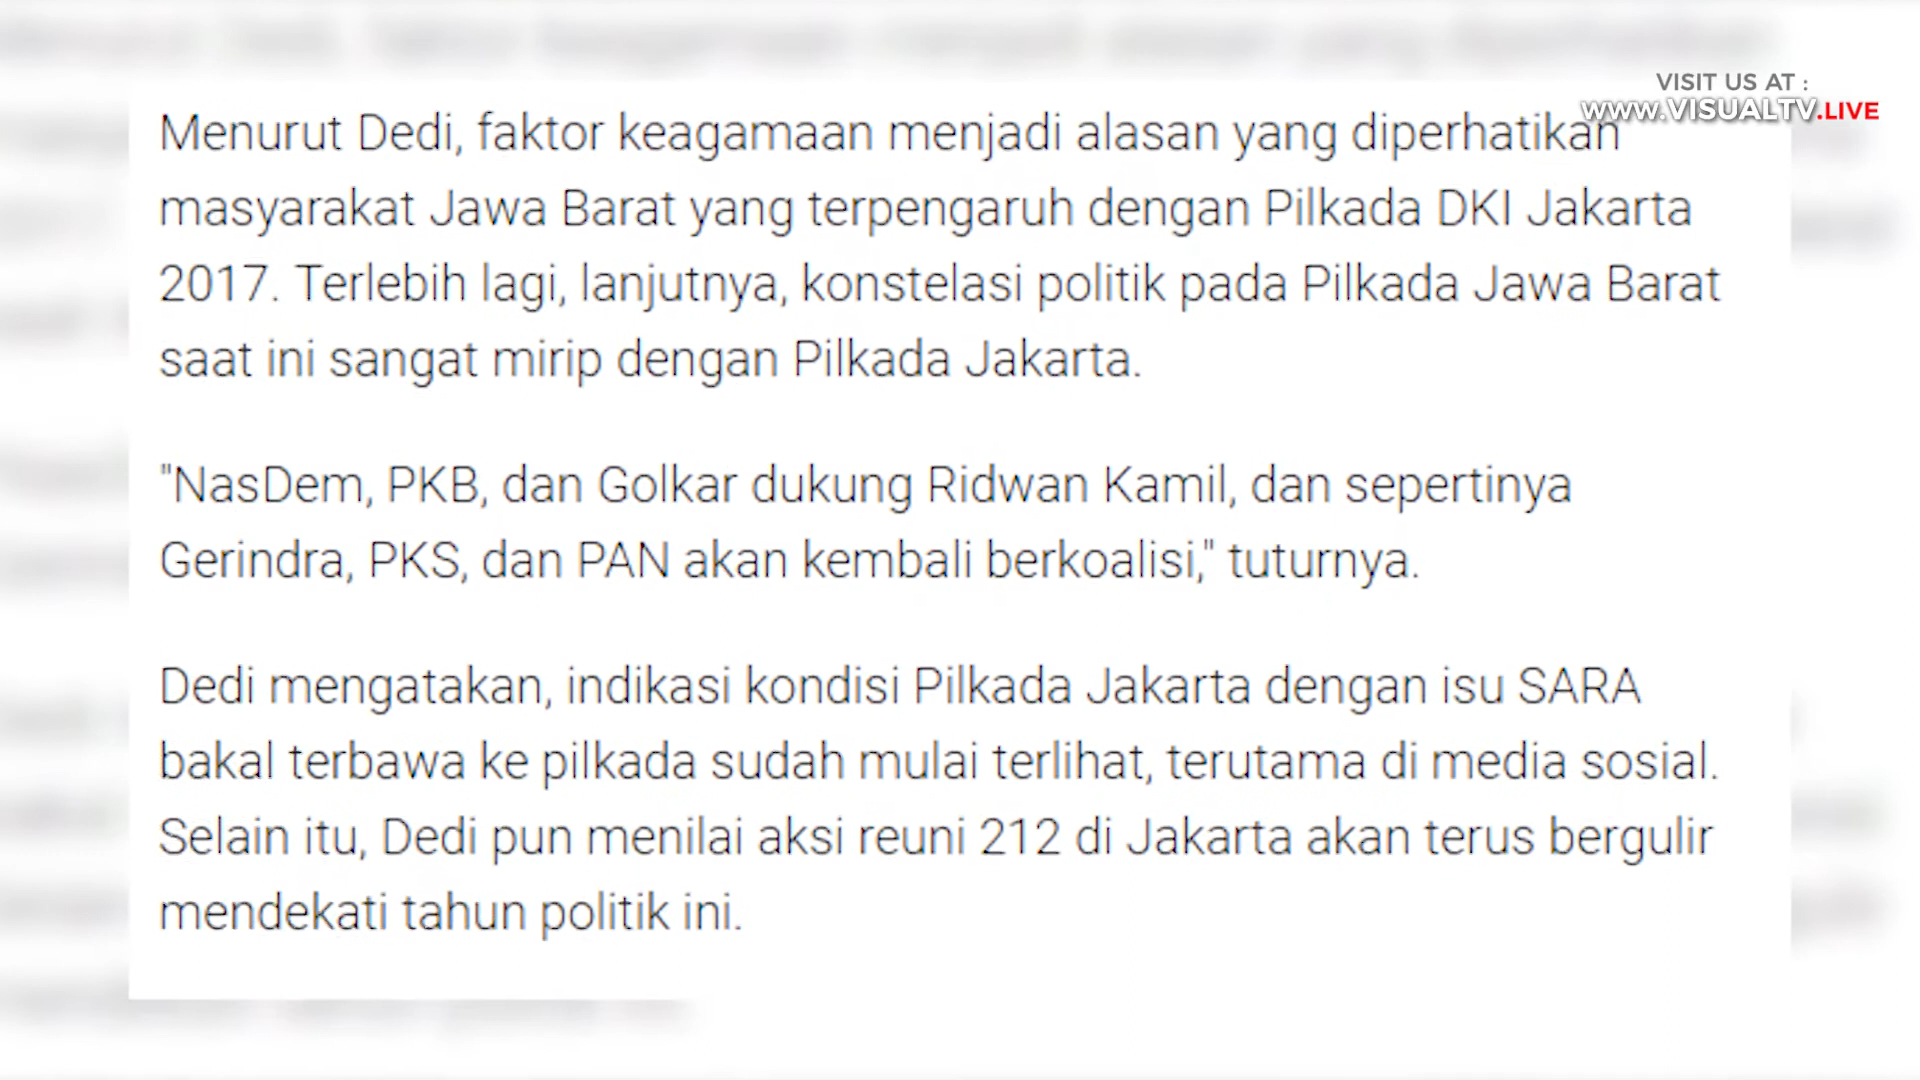 VISIT US AT :
www.VISUALTV.LIVE
Menurut Dedi, faktor keagamaan menjadi alasan yang diperhatikan
masyarakat Jawa Barat yang terpengaruh dengan Pilkada DKI Jakarta
2017. Terlebih lagi, lanjutnya, konstelasi politik pada Pilkada Jawa Barat
saat ini sangat mirip dengan Pilkada Jakarta.
"NasDem, PKB, dan Golkar dukung Ridwan Kamil, dan sepertinya
Gerindra, PKS, dan PAN akan kembali berkoalisi," tuturnya.
Dedi mengatakan, indikasi kondisi Pilkada Jakarta dengan isu SARA
bakal terbawa ke pilkada sudah mulai terlihat, terutama di media sosial.
Selain itu, Dedi pun menilai aksi reuni 212 di Jakarta akan terus bergulir
mendekati tahun politik ini.